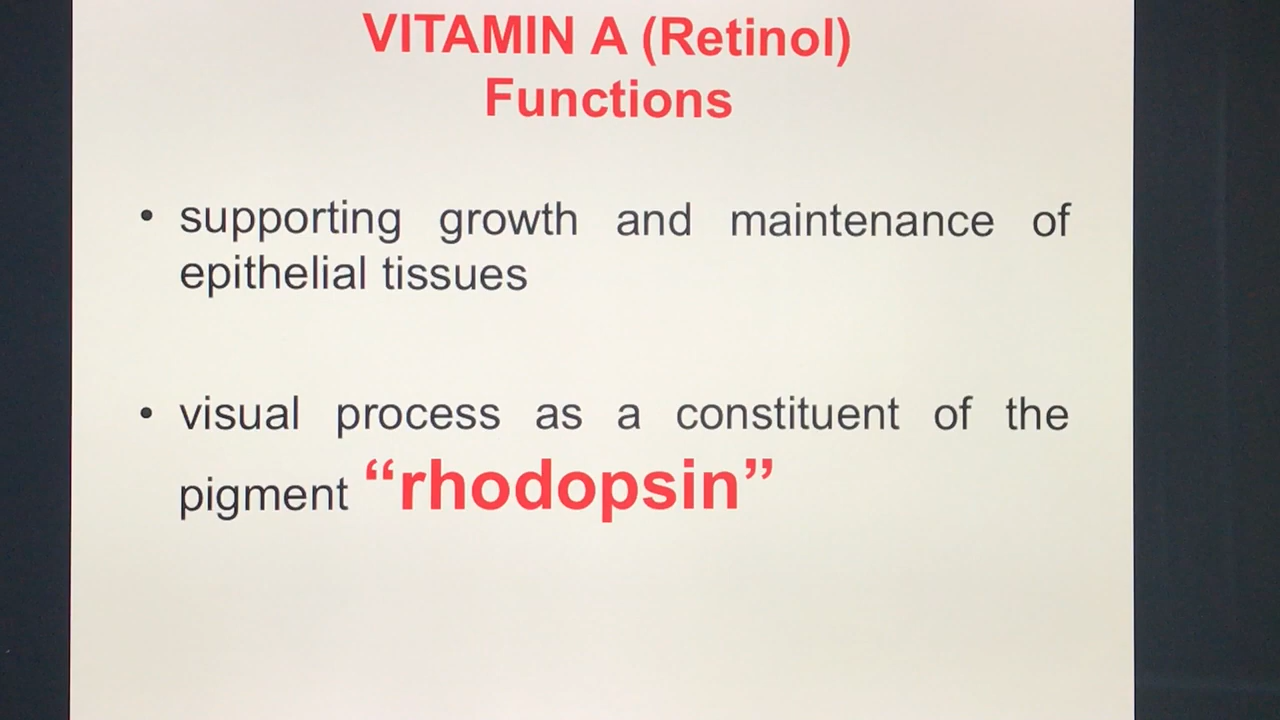 VITAMIN A (Retinol)
Functions
• supporting growth and maintenance of
epithelial tissues
• visual process as a constituent of the
pigment “rhodopsin”